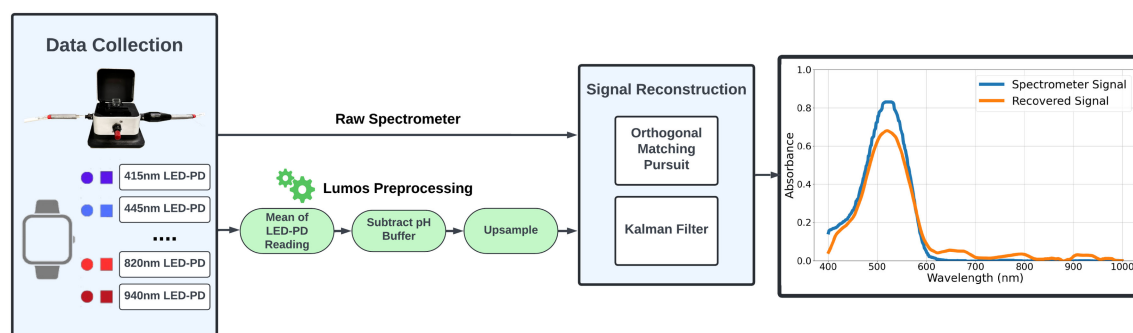 Data Collection
415nm LED-PD
445nm LED-PD
....
820nm LED-PD
940nm LED-PD
Raw Spectrometer
Lumos Preprocessing
Mean of
LED-PD
Reading
Subtract pH
Buffer
Upsample
Signal Reconstruction
Orthogonal
Matching
Pursuit
Kalman Filter
Spectrometer Signal
Recovered Signal
Absorbance
1.0
0.8
0.6
0.4
0.2
0.0
400
500
600
700
800
900
1000
Wavelength (nm)